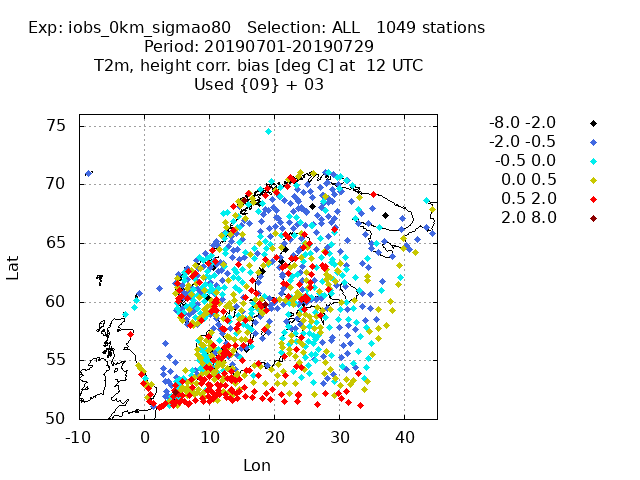 Exp: iobs_0km_sigmao80   Selection: ALL   1049 stations
Period: 20190701-20190729
T2m, height corr. bias [deg C] at  12 UTC
Used {09} + 03
-8.0 -2.0
-2.0 -0.5
-0.5 0.0
0.0 0.5
0.5 2.0
2.0 8.0
75
70
65
60
55
50
Lat
-10 0 10 20 30 40
Lon